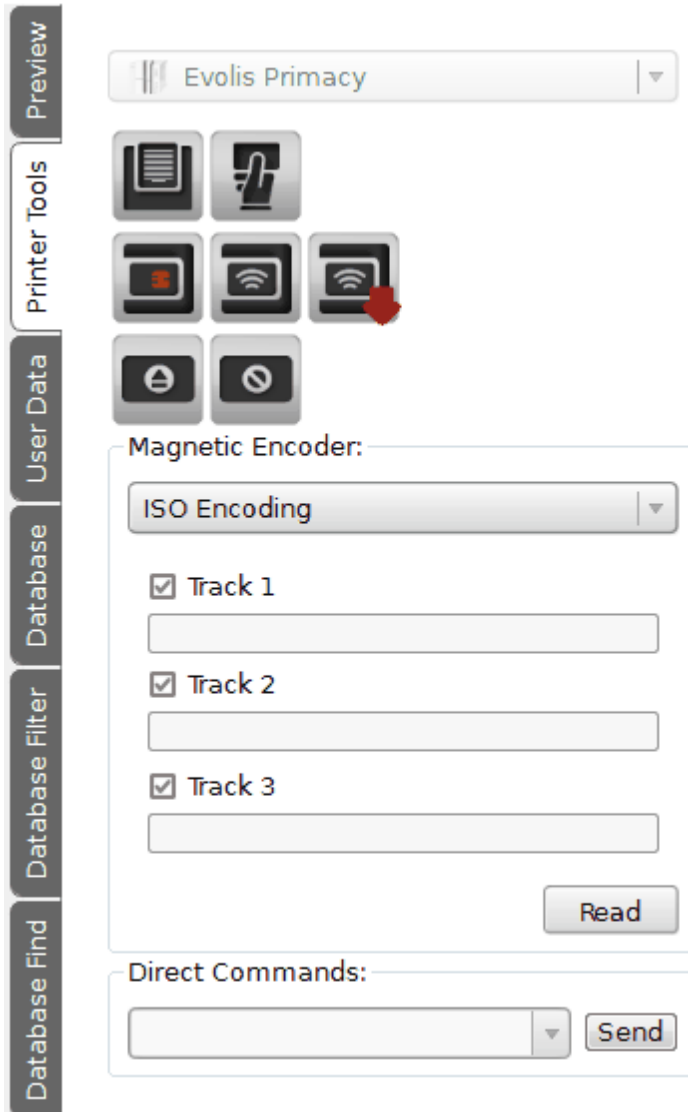 Preview
Printer Tools
User Data
Database
Database Filter
Database Find
Evolis Primacy
Magnetic Encoder:
ISO Encoding
Track 1
Track 2
Track 3
Read
Direct Commands:
Send